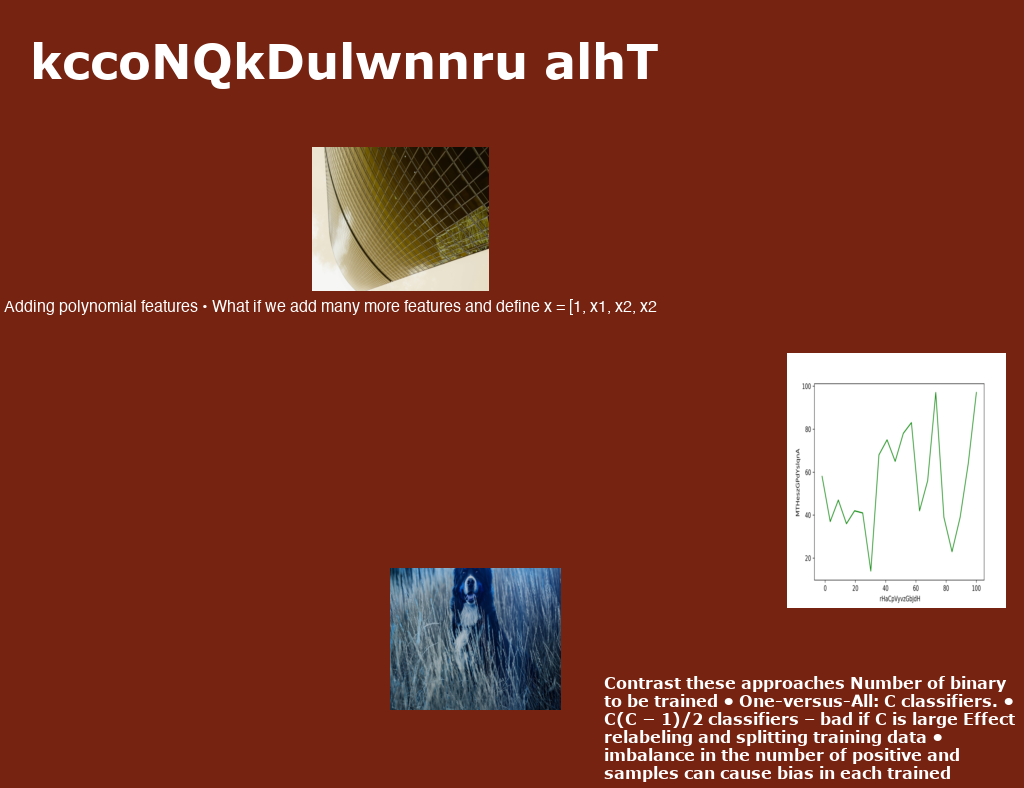 kccoNQkDulwnnru alhT
Adding polynomial features • What if we add many more features and define x = [1, x1, x2, x2
100
80
60
40
20
0 20 40 60 80 100
rHaCpVyvzGbjdH
Contrast these approaches Number of binary
to be trained • One-versus-All: C classifiers. •
C(C − 1)/2 classifiers – bad if C is large Effect
relabeling and splitting training data •
imbalance in the number of positive and
samples can cause bias in each trained